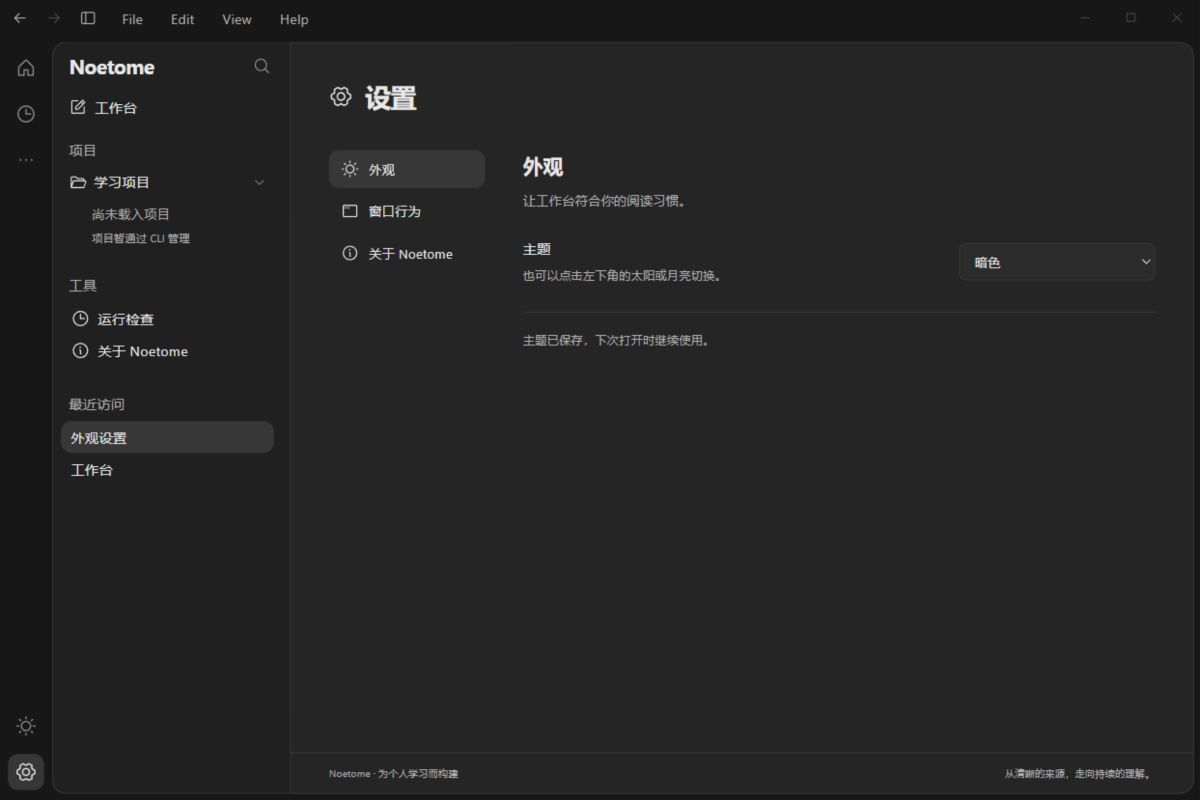 File Edit View Help
Noetome
工作台
项目
学习项目
尚未载入项目
项目暂通过 CLI 管理
工具
运行检查
关于 Noetome
最近访问
外观设置
工作台
设置
外观
窗口行为
关于 Noetome
外观
让工作台符合你的阅读习惯。
主题
也可以点击左下角的太阳或月亮切换。
暗色
主题已保存，下次打开时继续使用。
Noetome · 为个人学习而构建
从清晰的来源，走向持续的理解。